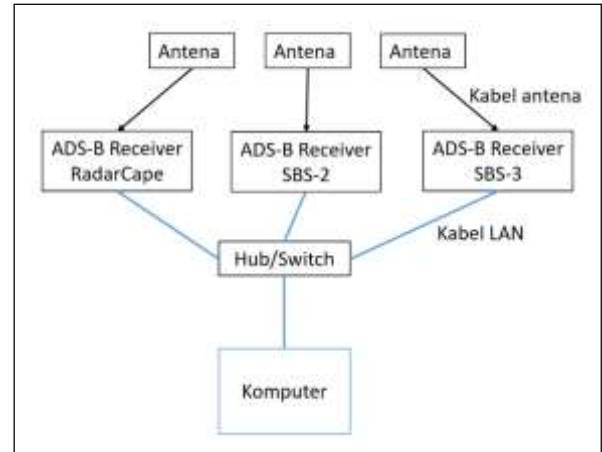 Antena
Antena
Antena
Kabel antena
ADS-B Receiver
RadarCape
ADS-B Receiver
SBS-2
ADS-B Receiver
SBS-3
Kabel LAN
Hub/Switch
Komputer